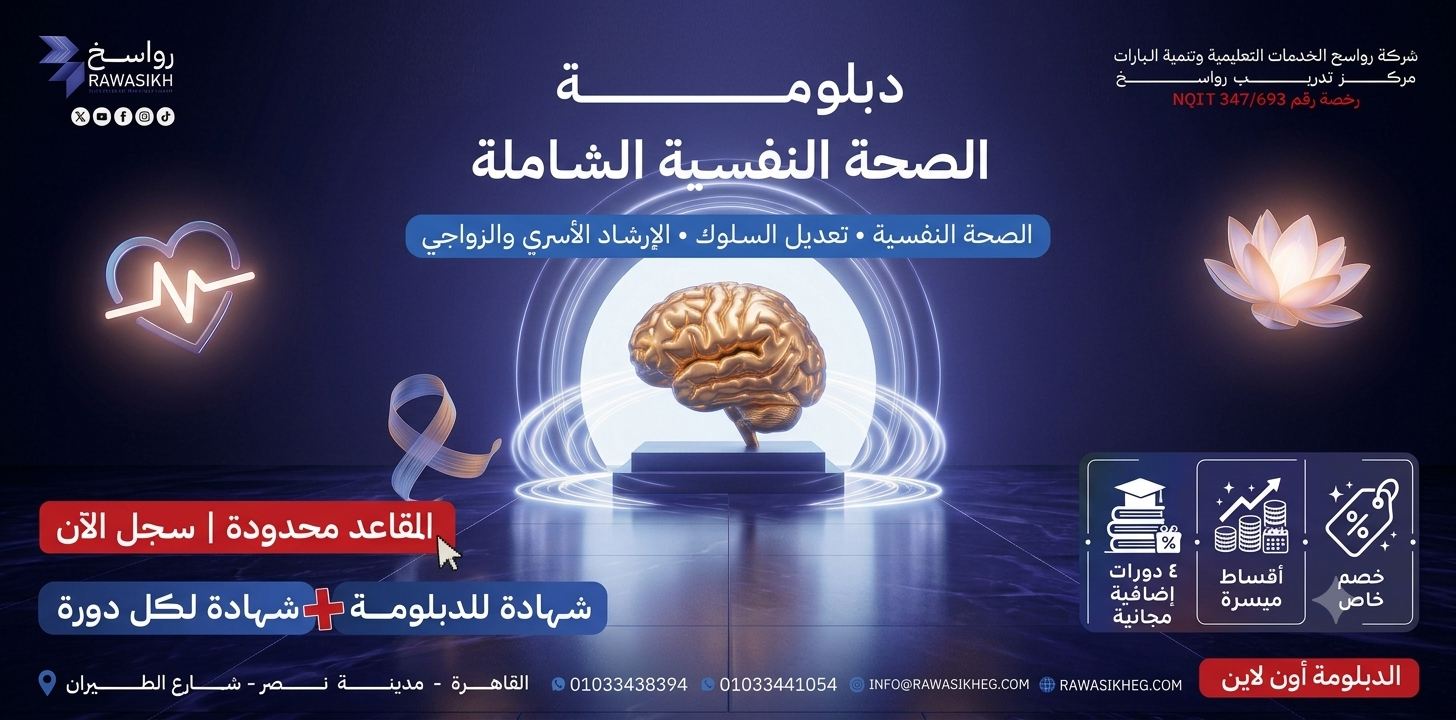 رواسخ
RAWASIKH
شركة رواسخ الخدمات التعليمية وتنمية البارات
مركز تدريب رواسخ
رخصة رقم NQIT 347/693
دبلومة
الصحة النفسية الشاملة
الصحة النفسية • تعديل السلوك • الإرشاد الأسري والزواجي
المقاعد محدودة | سجل الآن
شهادة للدبلومة + شهادة لكل دورة
خصم خاص
أقساط ميسرة
٤ دورات إضافية مجانية
الدبلومة أون لاين
القاهرة - مدينة نصر - شارع الطيران
01033438394
01033441054
INFO@RAWASIKHEG.COM
RAWASIKHEG.COM